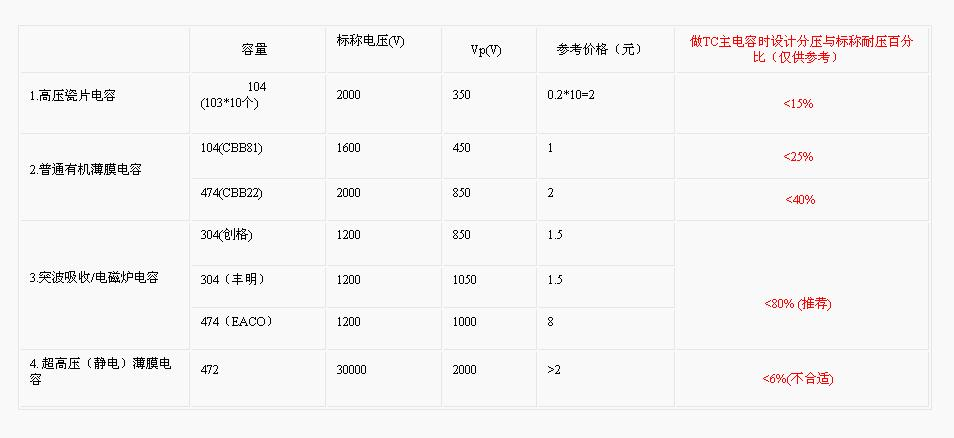 容量 标称电压(V) Vp(V) 参考价格（元） 做TC主电容时设计分压与标称耐压百分
比（仅供参考）
1.高压瓷片电容 104 2000 350 0.2*10=2 <15%
(103*10个)
2.普通有机薄膜电容 104(CBB81) 1600 450 1 <25%
474(CBB22) 2000 850 2 <40%
3.突波吸收/电磁炉电容 304(创格) 1200 850 1.5 <80% (推荐)
304（丰明） 1200 1050 1.5
474（EACO） 1200 1000 8
4. 超高压（静电）薄膜电 472 30000 2000 >2 <6%(不合适)
容